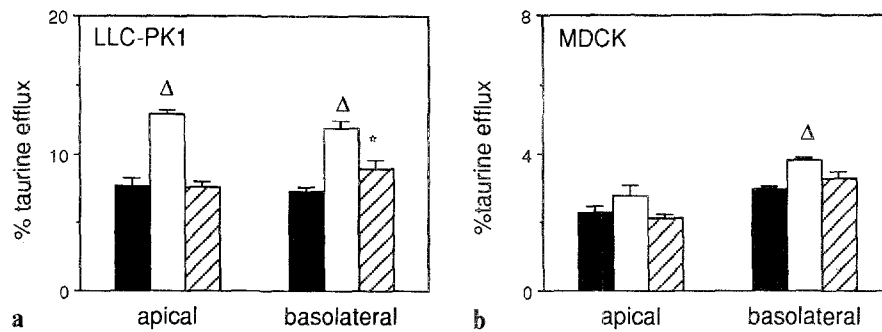 20
LLC-PK1
Δ
Δ
*
10
0
% taurine efflux
apical
basolateral
a
8
MDCK
Δ
4
0
%taurine efflux
apical
basolateral
b